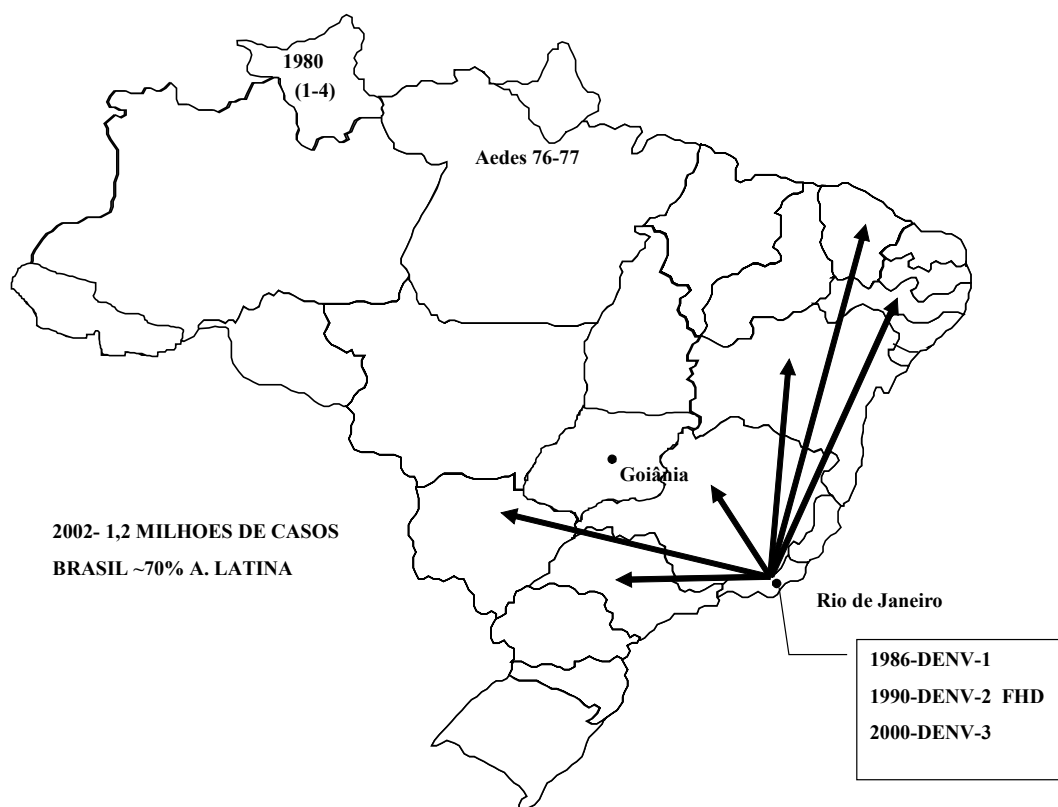 1980
(1-4)
Aedes 76-77
Goiânia
2002- 1,2 MILHOES DE CASOS
BRASIL ~70% A. LATINA
Rio de Janeiro
1986-DENV-1
1990-DENV-2 FHD
2000-DENV-3